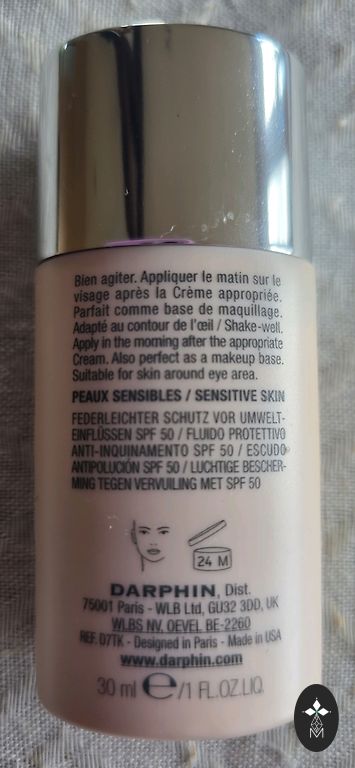 Bien agiter. Appliquer le matin sur le
visage après la Crème appropriée.
Parfait comme base de maquillage.
Adapté au contour de l'œil / Shake-well.
Apply in the morning after the appropriate
Cream. Also perfect as a makeup base.
Suitable for skin around eye area.
PEAUX SENSIBLES / SENSITIVE SKIN
FEDERLEICHTER SCHUTZ VOR UMWELT-
EINFLÜSSEN SPF 50 / FLUIDO PROTETTIVO
ANTI-INQUINAMENTO SPF 50 / ESCUDO
ANTIPOLUCIÓN SPF 50 / LUCHTIGE BESCHER-
MING TEGEN VERVUILING MET SPF 50
24 M
DARPHIN, Dist.
75001 Paris - WLB Ltd, GU32 3DD, UK
WLBS NV, OEVEL BE-2260
REF. D7TK - Designed in Paris - Made in USA
www.darphin.com
30 ml e/1 FL.OZ.LIQ.
M